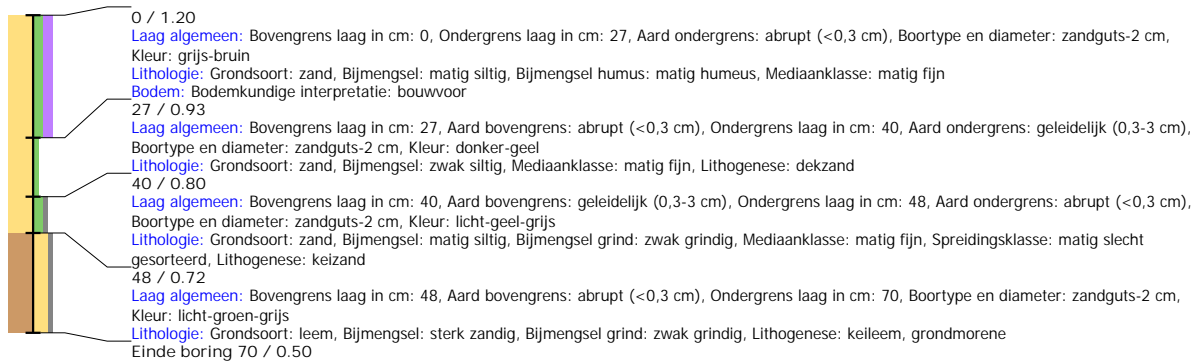 0 / 1.20
Laag algemeen: Bovengrens laag in cm: 0, Ondergrens laag in cm: 27, Aard ondergrens: abrupt (<0,3 cm), Boortype en diameter: zandguts-2 cm,
Kleur: grijs-bruin
Lithologie: Grondsoort: zand, Bijmengsel: matig siltig, Bijmengsel humus: matig humeus, Mediaanklasse: matig fijn
Bodem: Bodemkundige interpretatie: bouwvoor
27 / 0.93
Laag algemeen: Bovengrens laag in cm: 27, Aard bovengrens: abrupt (<0,3 cm), Ondergrens laag in cm: 40, Aard ondergrens: geleidelijk (0,3-3 cm),
Boortype en diameter: zandguts-2 cm, Kleur: donker-geel
Lithologie: Grondsoort: zand, Bijmengsel: zwak siltig, Mediaanklasse: matig fijn, Lithogenese: dekzand
40 / 0.80
Laag algemeen: Bovengrens laag in cm: 40, Aard bovengrens: geleidelijk (0,3-3 cm), Ondergrens laag in cm: 48, Aard ondergrens: abrupt (<0,3 cm),
Boortype en diameter: zandguts-2 cm, Kleur: licht-geel-grijs
Lithologie: Grondsoort: zand, Bijmengsel: matig siltig, Bijmengsel grind: zwak grindig, Mediaanklasse: matig fijn, Spreidingsklasse: matig slecht
gesorteerd, Lithogenese: keizand
48 / 0.72
Laag algemeen: Bovengrens laag in cm: 48, Aard bovengrens: abrupt (<0,3 cm), Ondergrens laag in cm: 70, Boortype en diameter: zandguts-2 cm,
Kleur: licht-groen-grijs
Lithologie: Grondsoort: leem, Bijmengsel: sterk zandig, Bijmengsel grind: zwak grindig, Lithogenese: keileem, grondmorene
Einde boring 70 / 0.50